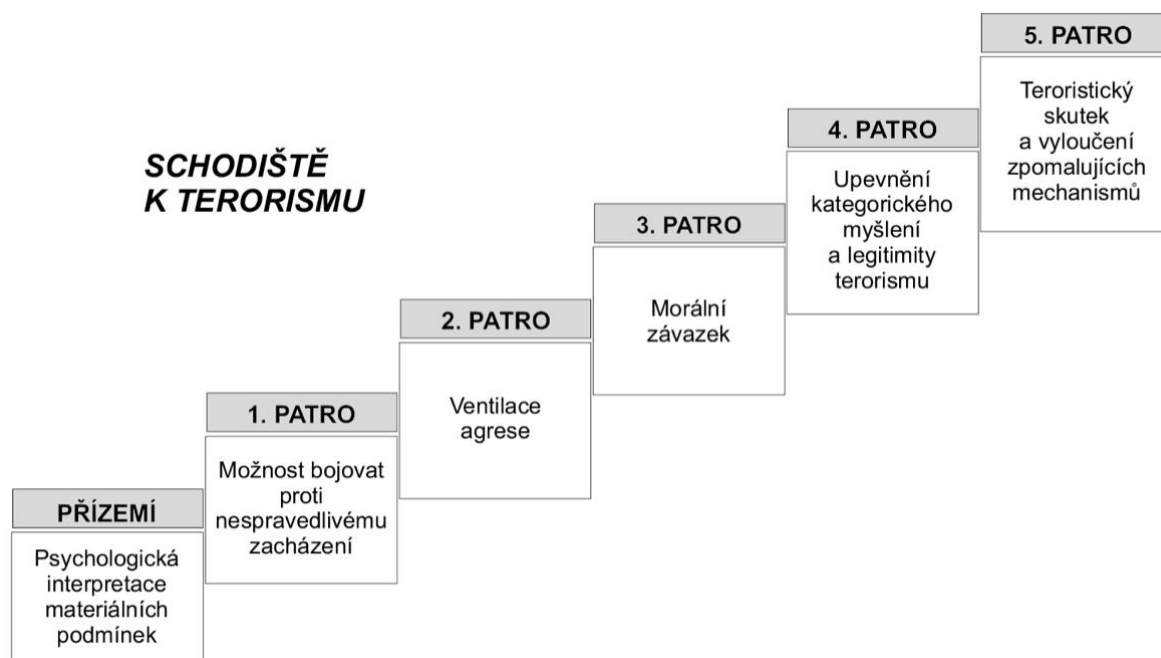 SCHODIŠTĚ
K TERORISMU
PŘÍZEMÍ
Psychologická
interpretace
materiálních
podmínek
1. PATRO
Možnost bojovat
proti
nespravedlivému
zacházení
2. PATRO
Ventilace
agrese
3. PATRO
Morální
závazek
4. PATRO
Upevnění
kategorického
myšlení
a legitimity
terorismu
5. PATRO
Teroristický
skutek
a vyloučení
zpomalujících
mechanismů